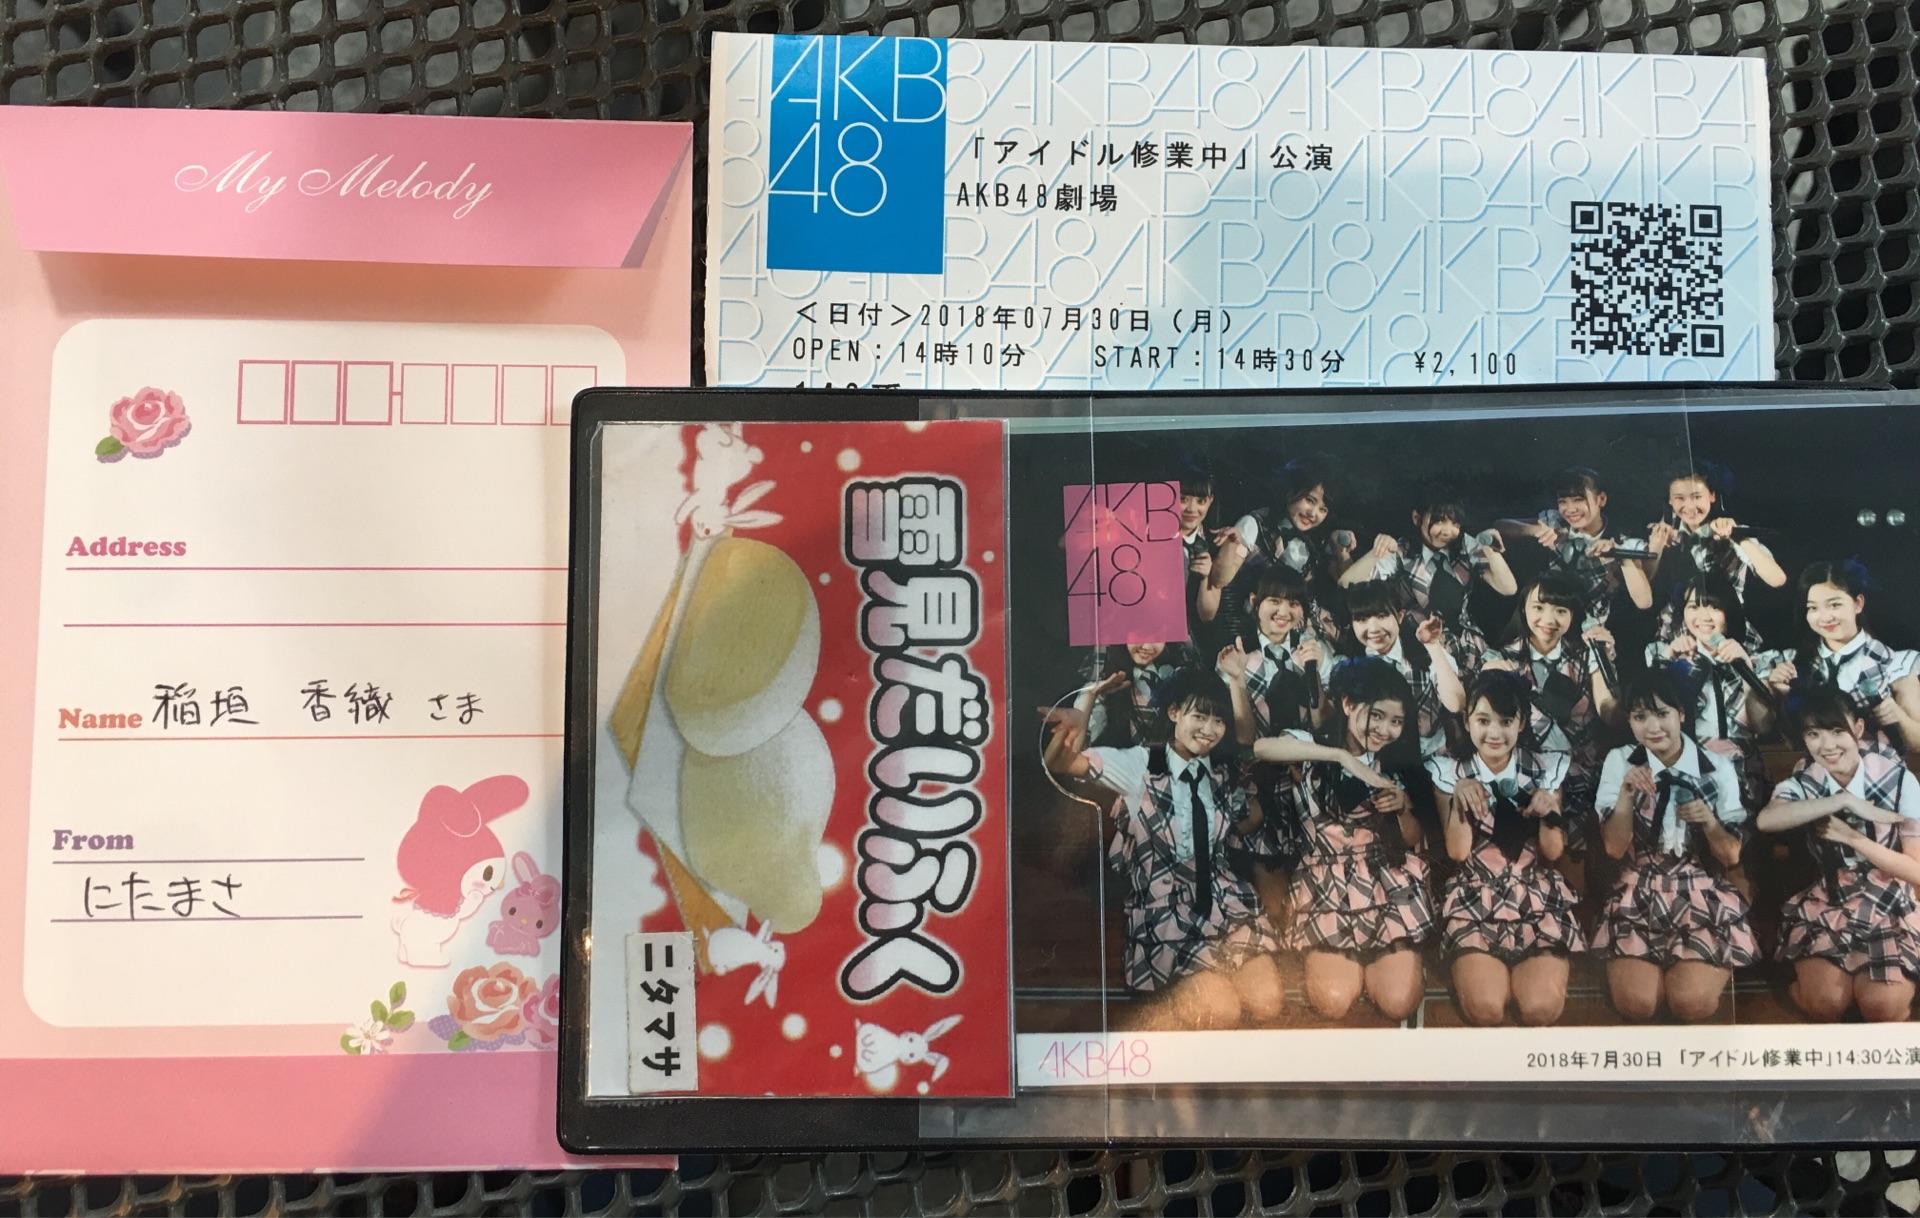 My Melody
Address
Name 稲垣 香織 さま
From
にたまさ
AKB
48
「アイドル修業中」公演
AKB48劇場
<日付>2018年07月30日(月)
OPEN:14時10分 START:14時30分 ¥2,100
雪見だいふく
ニタマサ
AKB
48
AKB48
2018年7月30日 「アイドル修業中」14:30公演